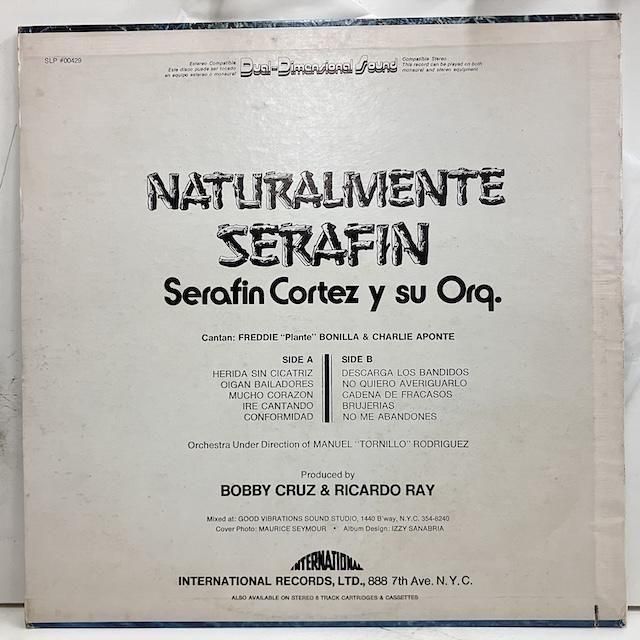 SLP #00429
Estereo Compatible
Este disco puede ser tocado
en equipo estereo ò monaural
Dual-Dimensional Sound
Compatible Stereo
This record can be played on both
monaural and stereo equipment
NATURALMENTE
SERAFIN
Serafin Cortez y su Orq.
Cantan: FREDDIE "Plante" BONILLA & CHARLIE APONTE
SIDE A
HERIDA SIN CICATRIZ
OIGAN BAILADORES
MUCHO CORAZON
IRE CANTANDO
CONFORMIDAD
SIDE B
DESCARGA LOS BANDIDOS
NO QUIERO AVERIGUARLO
CADENA DE FRACASOS
BRUJERIAS
NO ME ABANDONES
Orchestra Under Direction of MANUEL "TORNILLO" RODRIGUEZ
Produced by
BOBBY CRUZ & RICARDO RAY
Mixed at: GOOD VIBRATIONS SOUND STUDIO, 1440 B'way, N.Y.C. 354-8240
Cover Photo: MAURICE SEYMOUR • Album Design: IZZY SANABRIA
INTERNATIONAL
INTERNATIONAL RECORDS, LTD., 888 7th Ave. N.Y.C.
ALSO AVAILABLE ON STEREO 8 TRACK CARTRIDGES & CASSETTES